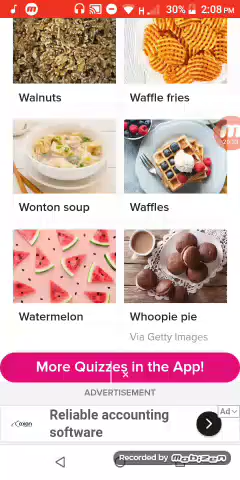 30% 2:08 PM
Walnuts
Waffle fries
Wonton soup
Waffles
Watermelon
Whoopie pie
Via Getty Images
More Quizzes in the App!
ADVERTISEMENT
Ad
Reliable accounting
software
Recorded by mobizen